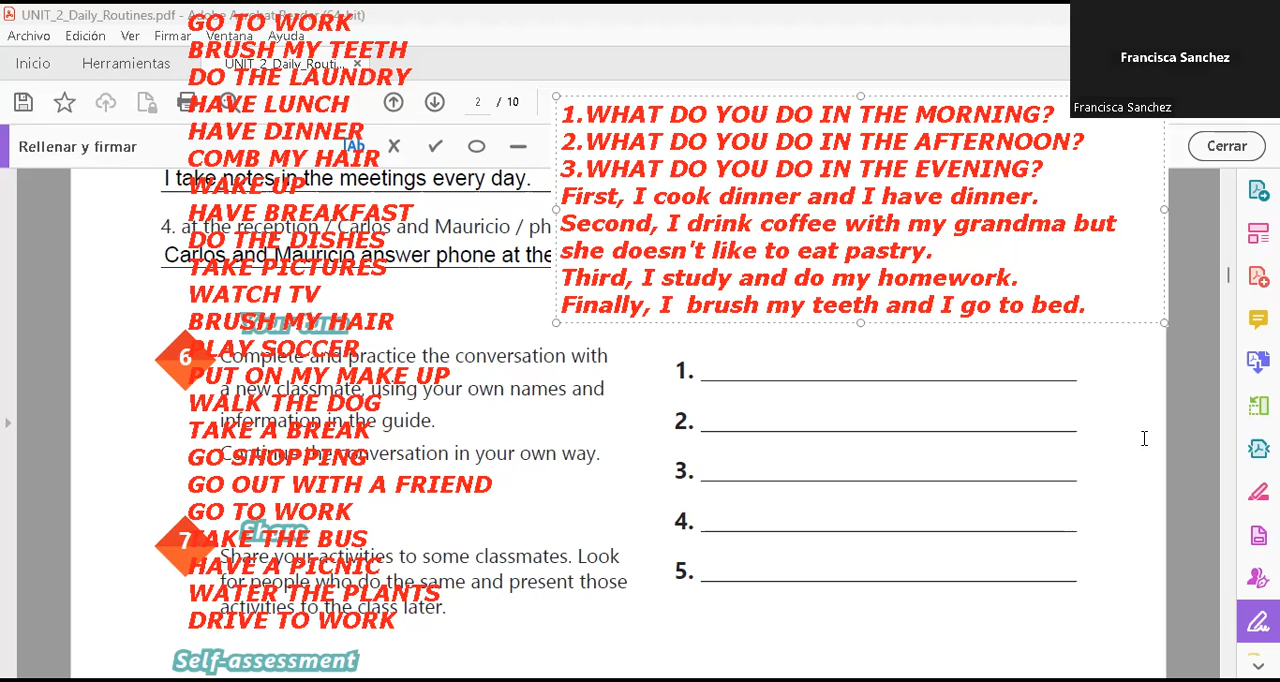 UNIT_2_Daily_Routines.pdf - Adobe Acrobat Reader (64-bit)
Archivo Edición Ver Firmar Ventana Ayuda
Inicio Herramientas UNIT_2_Daily_Routi... ×
2 / 10
Rellenar y firmar
Cerrar
Francisca Sanchez
Francisca Sanchez
GO TO WORK
BRUSH MY TEETH
DO THE LAUNDRY
HAVE LUNCH
HAVE DINNER
COMB MY HAIR
WAKE UP
HAVE BREAKFAST
DO THE DISHES
TAKE PICTURES
WATCH TV
BRUSH MY HAIR
PLAY SOCCER
PUT ON MY MAKE UP
WALK THE DOG
TAKE A BREAK
GO SHOPPING
GO OUT WITH A FRIEND
GO TO WORK
TAKE THE BUS
HAVE A PICNIC
WATER THE PLANTS
DRIVE TO WORK
1.WHAT DO YOU DO IN THE MORNING?
2.WHAT DO YOU DO IN THE AFTERNOON?
3.WHAT DO YOU DO IN THE EVENING?
First, I cook dinner and I have dinner.
Second, I drink coffee with my grandma but
she doesn't like to eat pastry.
Third, I study and do my homework.
Finally, I brush my teeth and I go to bed.
I take notes in the meetings every day.
4. at the reception / Carlos and Mauricio / ph
Carlos and Mauricio answer phone at the
Your turn
6 Complete and practice the conversation with
a new classmate, using your own names and
information in the guide.
Continue the conversation in your own way.
7 Share
Share your activities to some classmates. Look
for people who do the same and present those
activities to the class later.
Self-assessment
1.
2.
3.
4.
5.